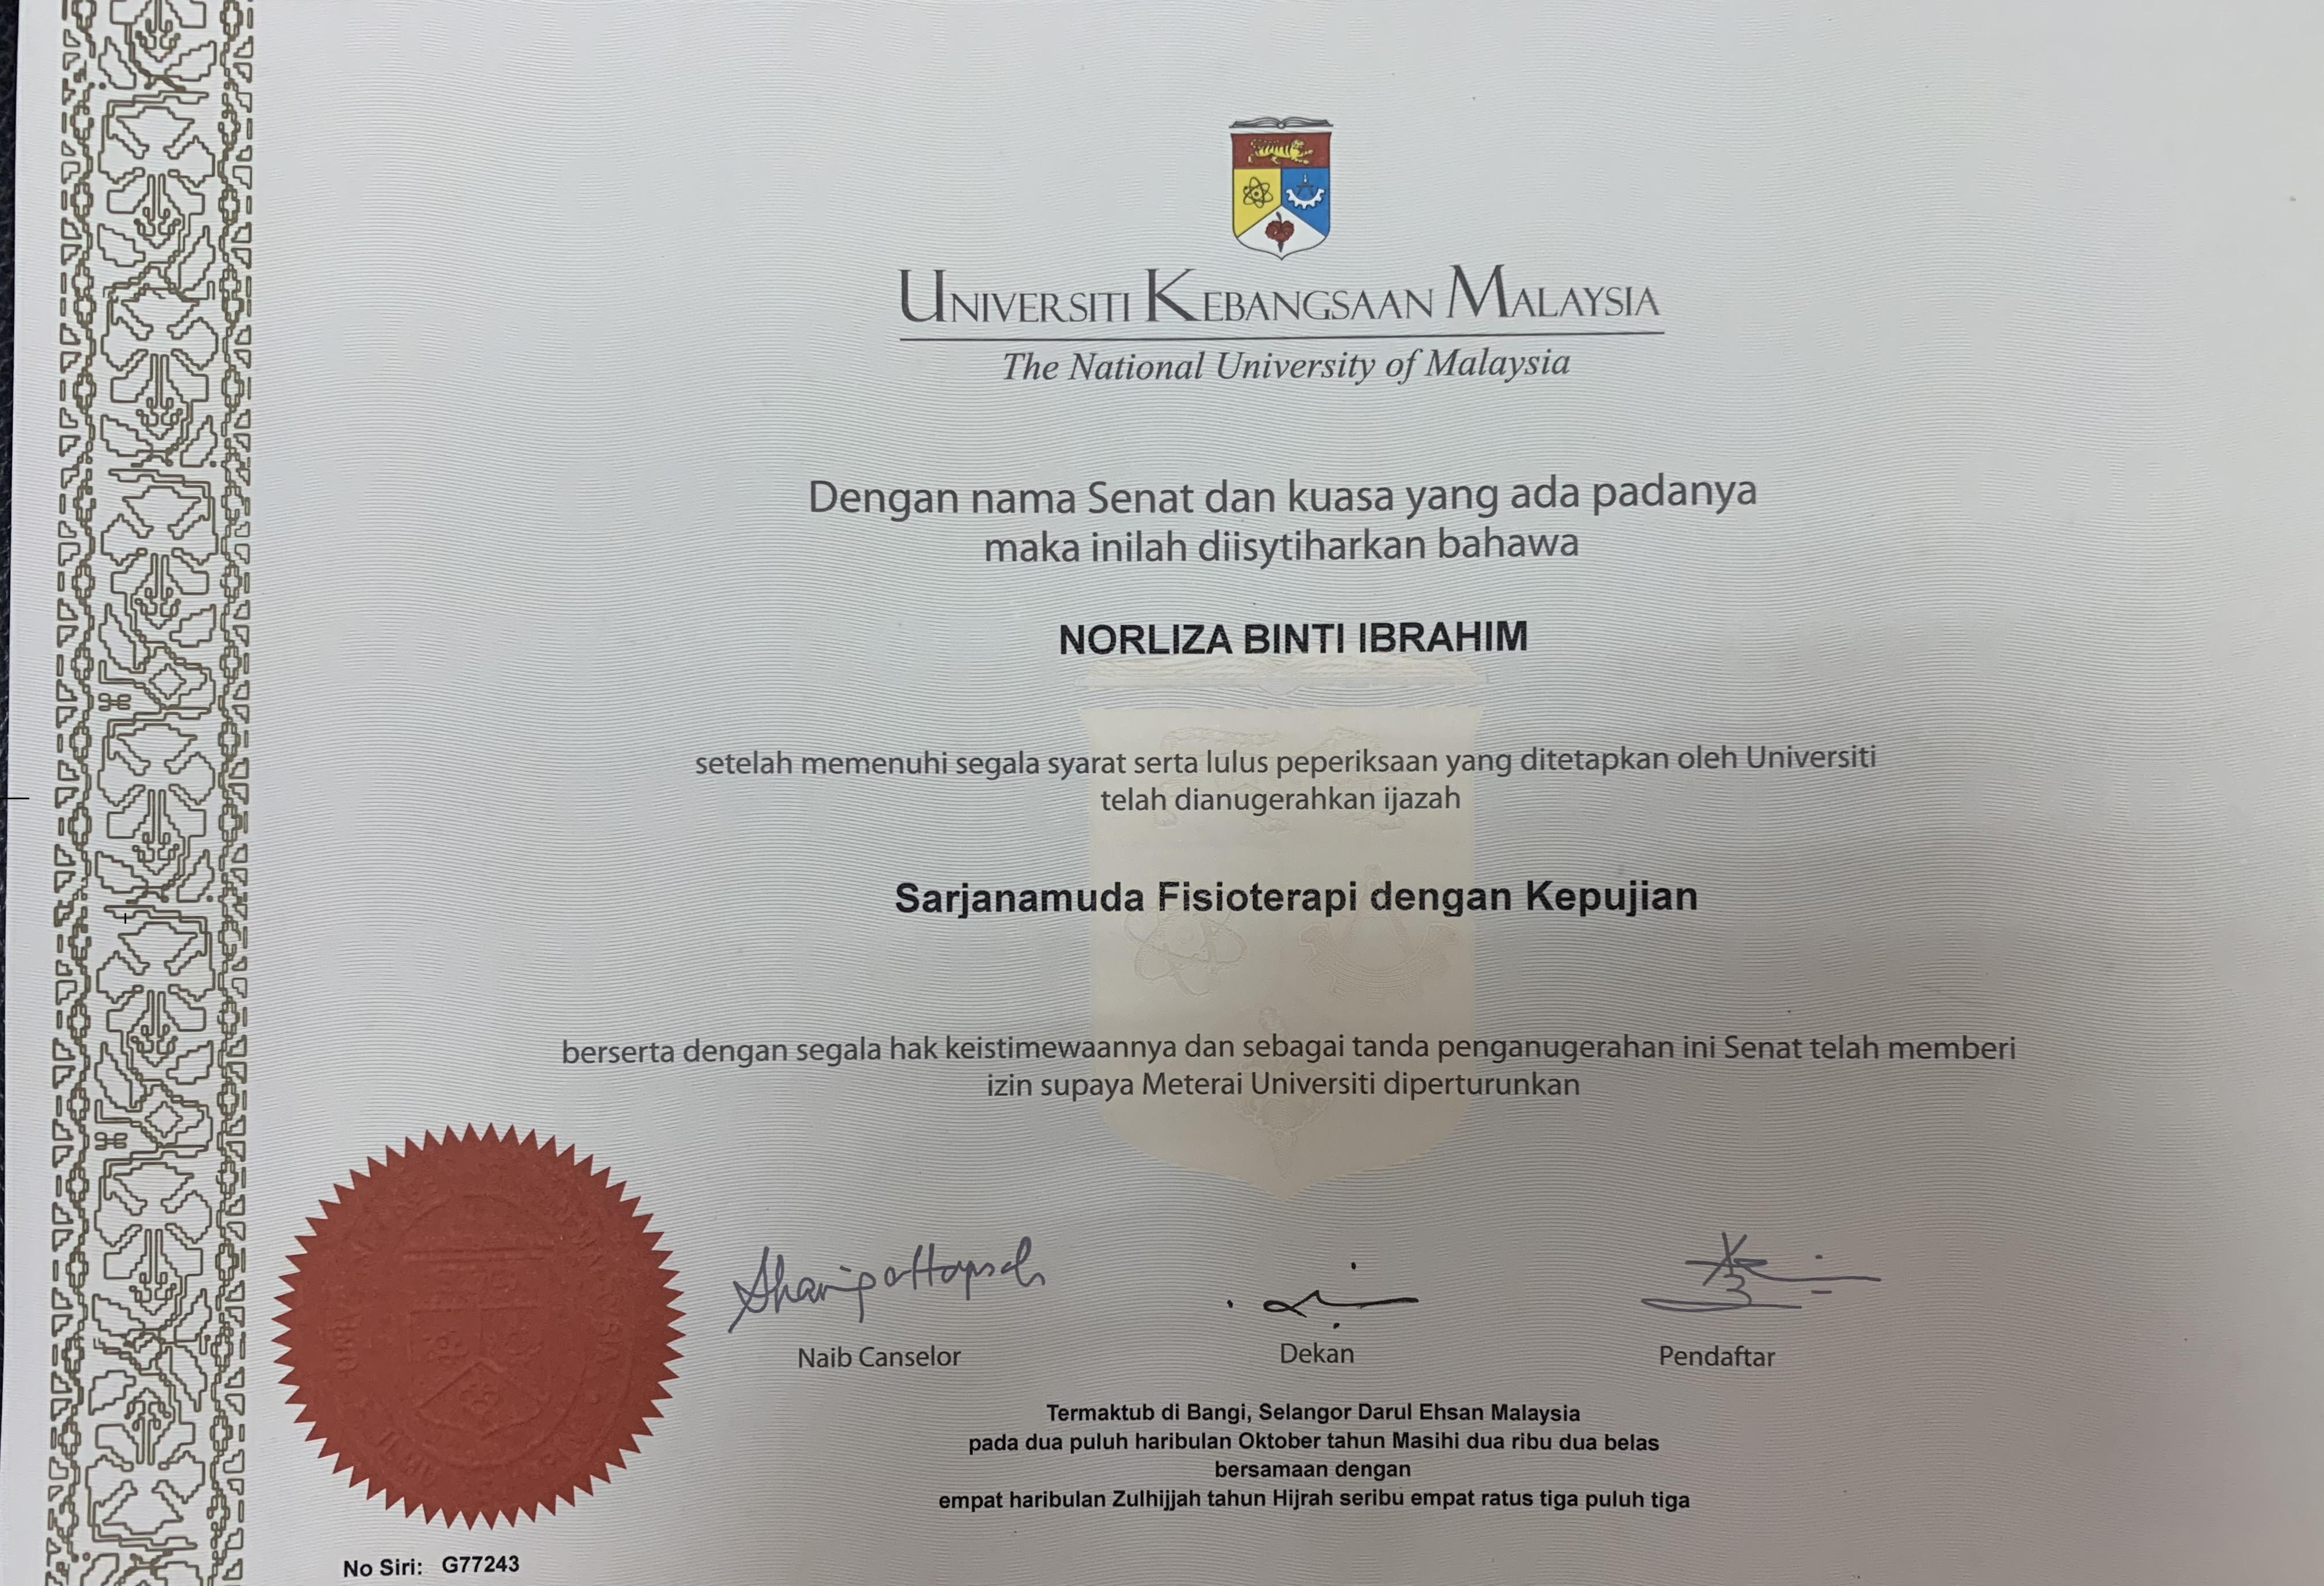 UNIVERSITI KEBANGSAAN MALAYSIA
The National University of Malaysia
Dengan nama Senat dan kuasa yang ada padanya
maka inilah diisytiharkan bahawa
NORLIZA BINTI IBRAHIM
setelah memenuhi segala syarat serta lulus peperiksaan yang ditetapkan oleh Universiti
telah dianugerahkan ijazah
Sarjanamuda Fisioterapi dengan Kepujian
berserta dengan segala hak keistimewaannya dan sebagai tanda penganugerahan ini Senat telah memberi
izin supaya Meterai Universiti diperturunkan
Naib Canselor
Dekan
Pendaftar
Termaktub di Bangi, Selangor Darul Ehsan Malaysia
pada dua puluh haribulan Oktober tahun Masihi dua ribu dua belas
bersamaan dengan
empat haribulan Zulhijjah tahun Hijrah seribu empat ratus tiga puluh tiga
No Siri: G77243